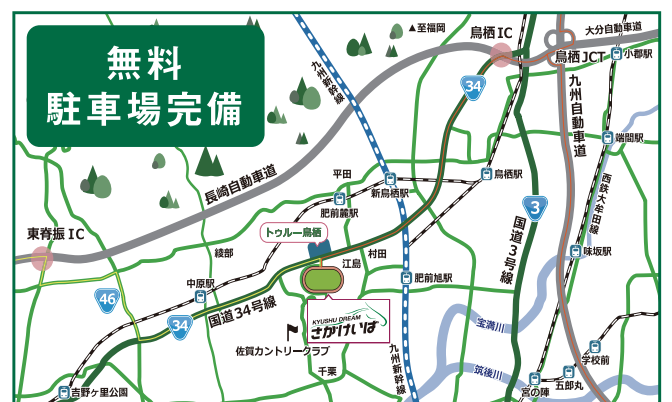 無料
駐車場完備
▲至福岡
鳥栖IC
大分自動車道
鳥栖JCT
小郡駅
九州新幹線
34
九州自動車道
端間駅
長崎自動車道
平田
鳥栖駅
新鳥栖駅
西鉄大牟田線
肥前麓駅
3
東脊振IC
トゥルー鳥栖
国道3号線
綾部
村田
味坂駅
江島
中原駅
肥前旭駅
46
国道34号線
34
KYUSHU DREAM
さがけいば
宝満川
佐賀カントリークラブ
九州新幹線
学校前
千栗
筑後川
五郎丸
吉野ヶ里公園
宮の陣